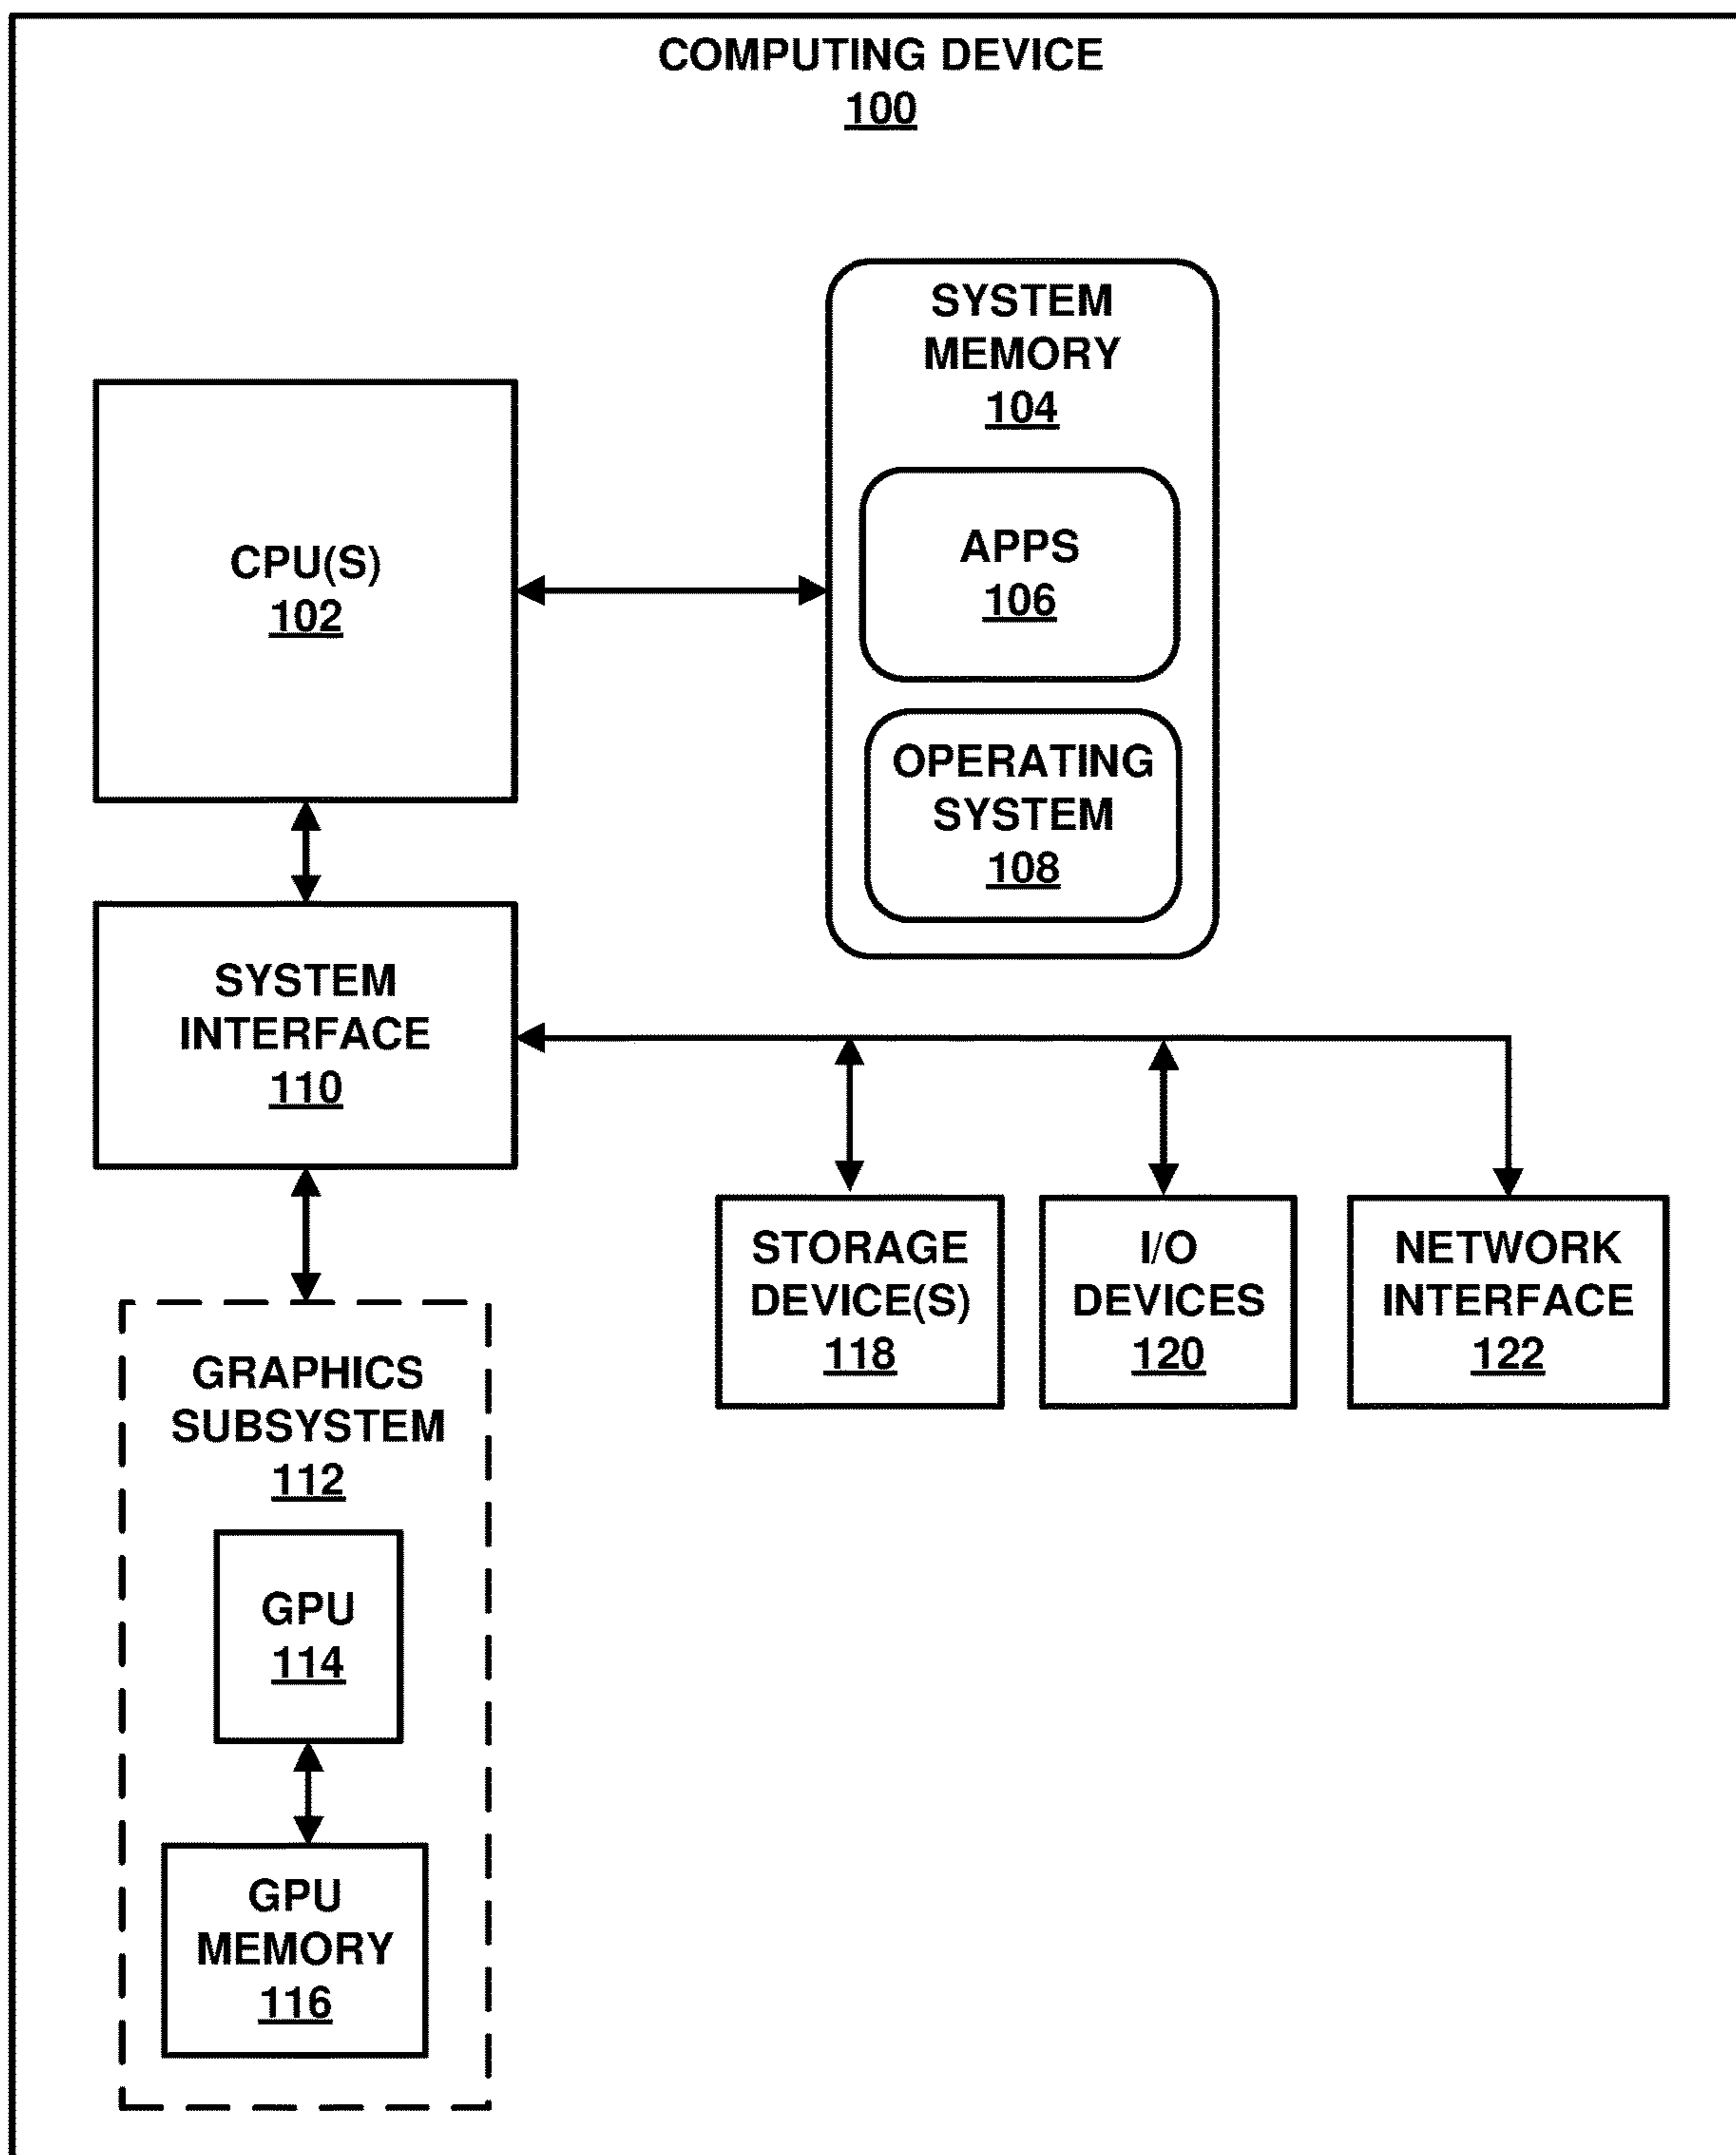 COMPUTING DEVICE
100
SYSTEM
MEMORY
104
APPS
106
OPERATING
SYSTEM
108
CPU(S)
102
SYSTEM
INTERFACE
110
STORAGE
DEVICE(S)
118
I/O
DEVICES
120
NETWORK
INTERFACE
122
GRAPHICS
SUBSYSTEM
112
GPU
114
GPU
MEMORY
116